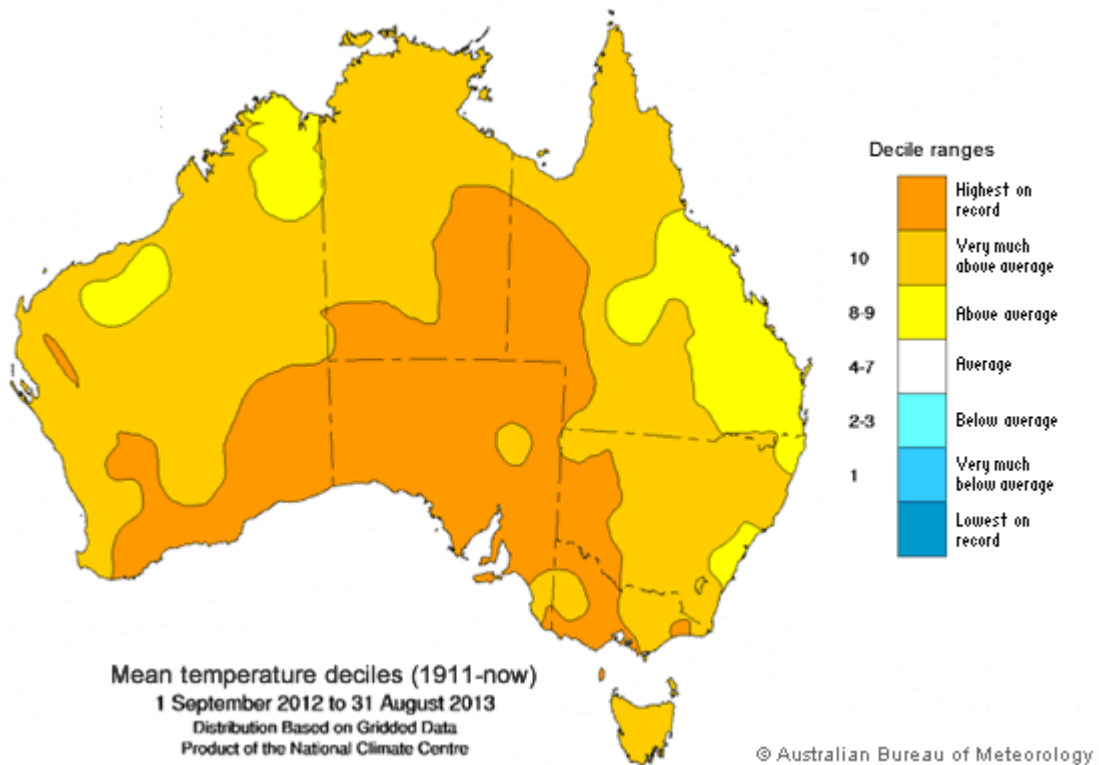 Decile ranges
Highest on
record
10
Very much
above average
8-9
Above average
4-7
Average
2-3
Below average
1
Very much
below average
Lowest on
record
Mean temperature deciles (1911-now)
1 September 2012 to 31 August 2013
Distribution Based on Gridded Data
Product of the National Climate Centre
© Australian Bureau of Meteorology